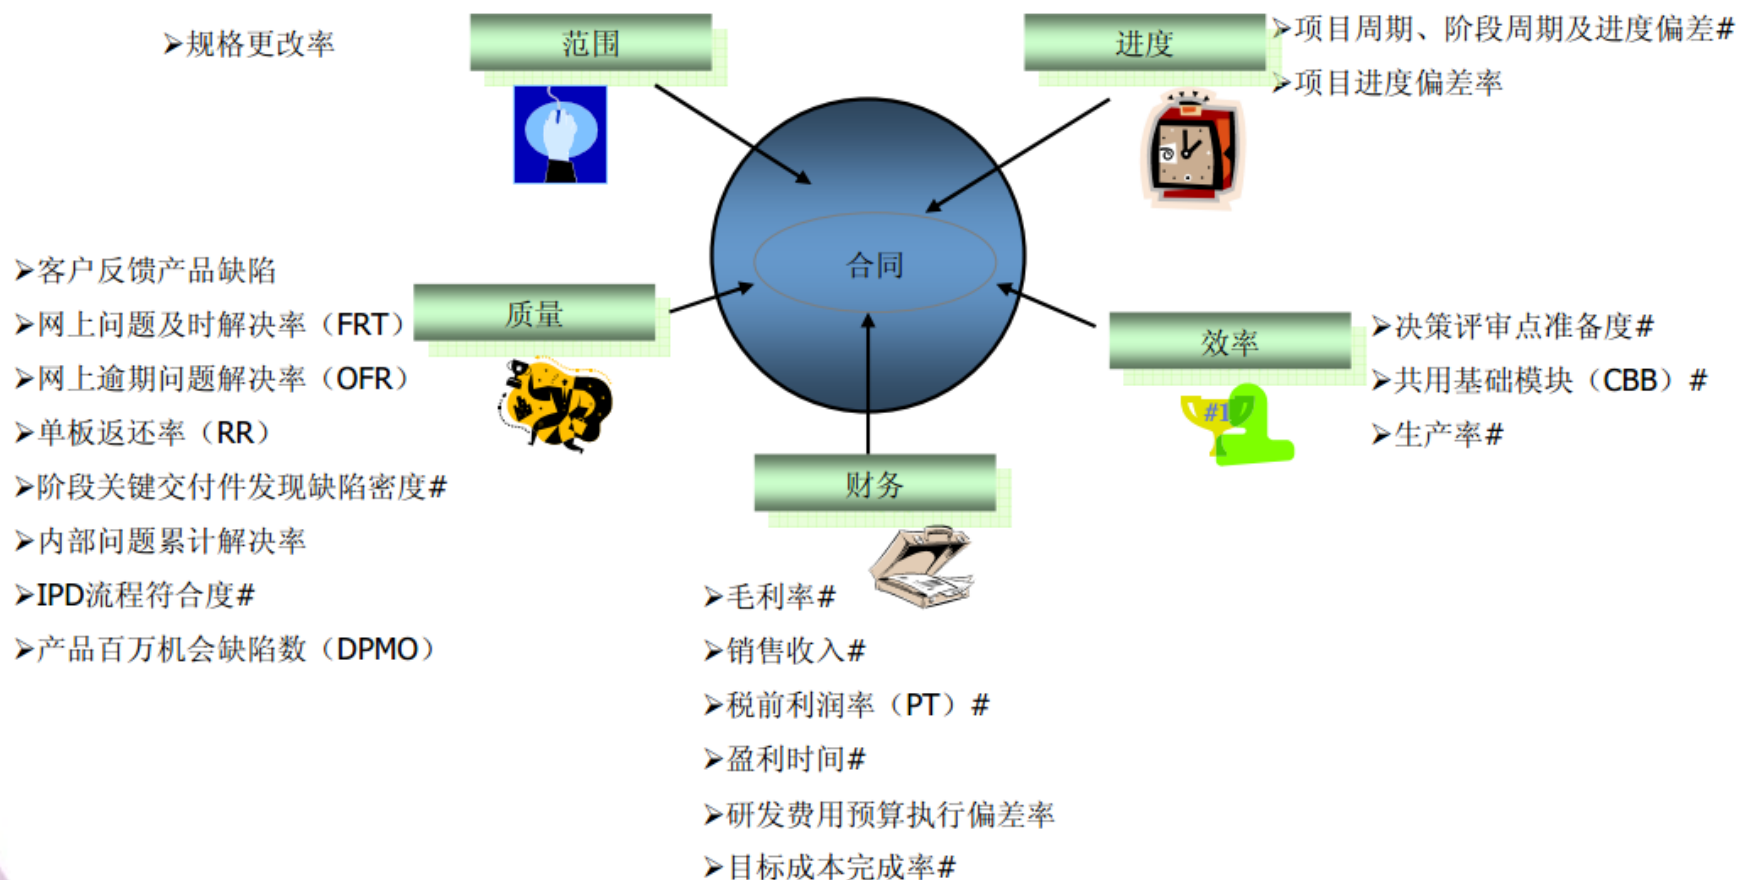 ➢规格更改率
范围
进度
➢项目周期、阶段周期及进度偏差#
➢项目进度偏差率
合同
➢客户反馈产品缺陷
➢网上问题及时解决率（FRT）
➢网上逾期问题解决率（OFR）
➢单板返还率（RR）
➢阶段关键交付件发现缺陷密度#
➢内部问题累计解决率
➢IPD流程符合度#
➢产品百万机会缺陷数（DPMO）
质量
效率
#1
➢决策评审点准备度#
➢共用基础模块（CBB）#
➢生产率#
财务
➢毛利率#
➢销售收入#
➢税前利润率（PT）#
➢盈利时间#
➢研发费用预算执行偏差率
➢目标成本完成率#